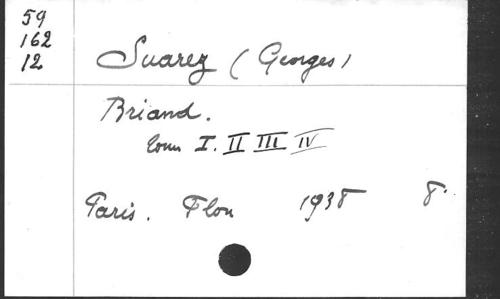 59
162
12
Suarez (Georges)
Briand.
Tom I. II III IV
Paris. Plon 1938 8°.